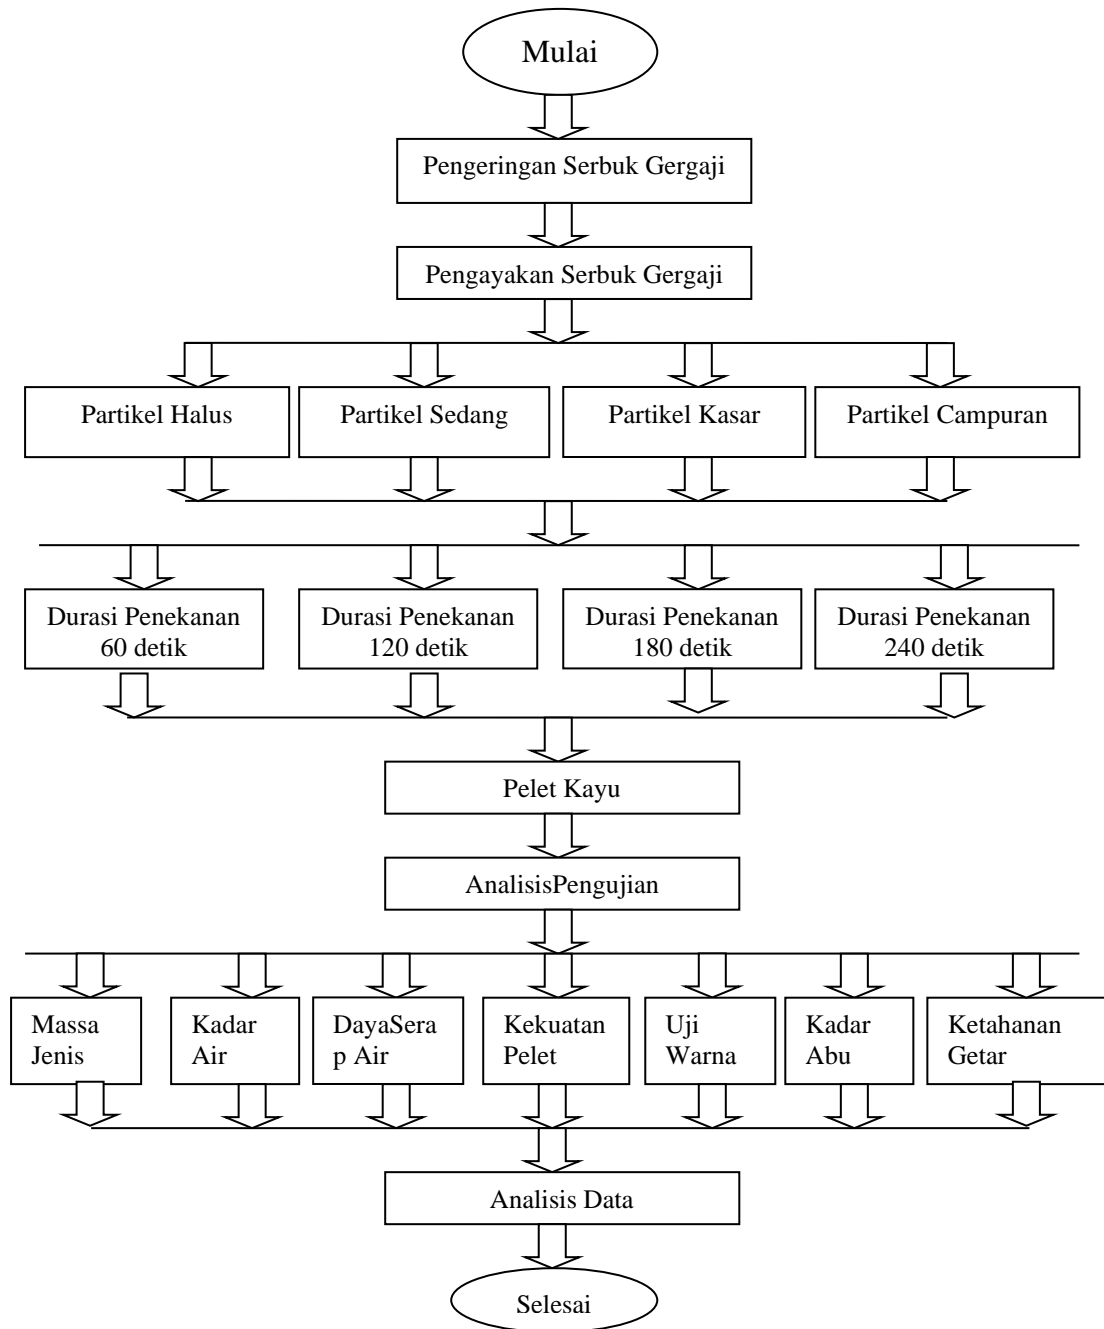 Mulai
Pengeringan Serbuk Gergaji
Pengayakan Serbuk Gergaji
Partikel Halus
Partikel Sedang
Partikel Kasar
Partikel Campuran
Durasi Penekanan
60 detik
Durasi Penekanan
120 detik
Durasi Penekanan
180 detik
Durasi Penekanan
240 detik
Pelet Kayu
AnalisisPengujian
Massa
Jenis
Kadar
Air
DayaSera
p Air
Kekuatan
Pelet
Uji
Warna
Kadar
Abu
Ketahanan
Getar
Analisis Data
Selesai